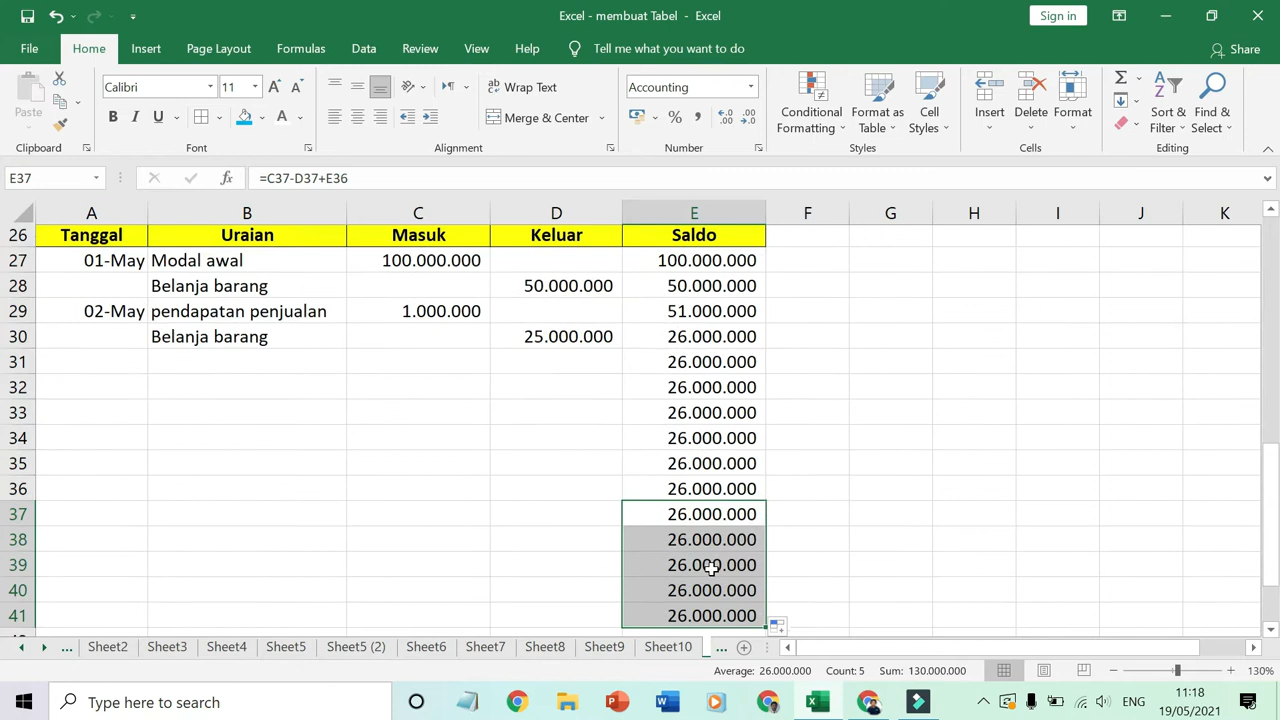 Excel - membuat Tabel - Excel
Sign in
File Home Insert Page Layout Formulas Data Review View Help Tell me what you want to do Share
Paste
Calibri 11
B I U A
Wrap Text
Merge & Center
Accounting
Conditional Formatting
Format as Table
Cell Styles
Insert Delete Format
Sort & Filter
Find & Select
Clipboard Font Alignment Number Styles Cells Editing
E37 fx =C37-D37+E36
A B C D E F G H I J K
26 Tanggal Uraian Masuk Keluar Saldo
27 01-May Modal awal 100.000.000 100.000.000
28 Belanja barang 50.000.000 50.000.000
29 02-May pendapatan penjualan 1.000.000 51.000.000
30 Belanja barang 25.000.000 26.000.000
31 26.000.000
32 26.000.000
33 26.000.000
34 26.000.000
35 26.000.000
36 26.000.000
37 26.000.000
38 26.000.000
39 26.000.000
40 26.000.000
41 26.000.000
... Sheet2 Sheet3 Sheet4 Sheet5 Sheet5 (2) Sheet6 Sheet7 Sheet8 Sheet9 Sheet10 ...
Average: 26.000.000 Count: 5 Sum: 130.000.000 130%
Type here to search
ENG
11:18
19/05/2021